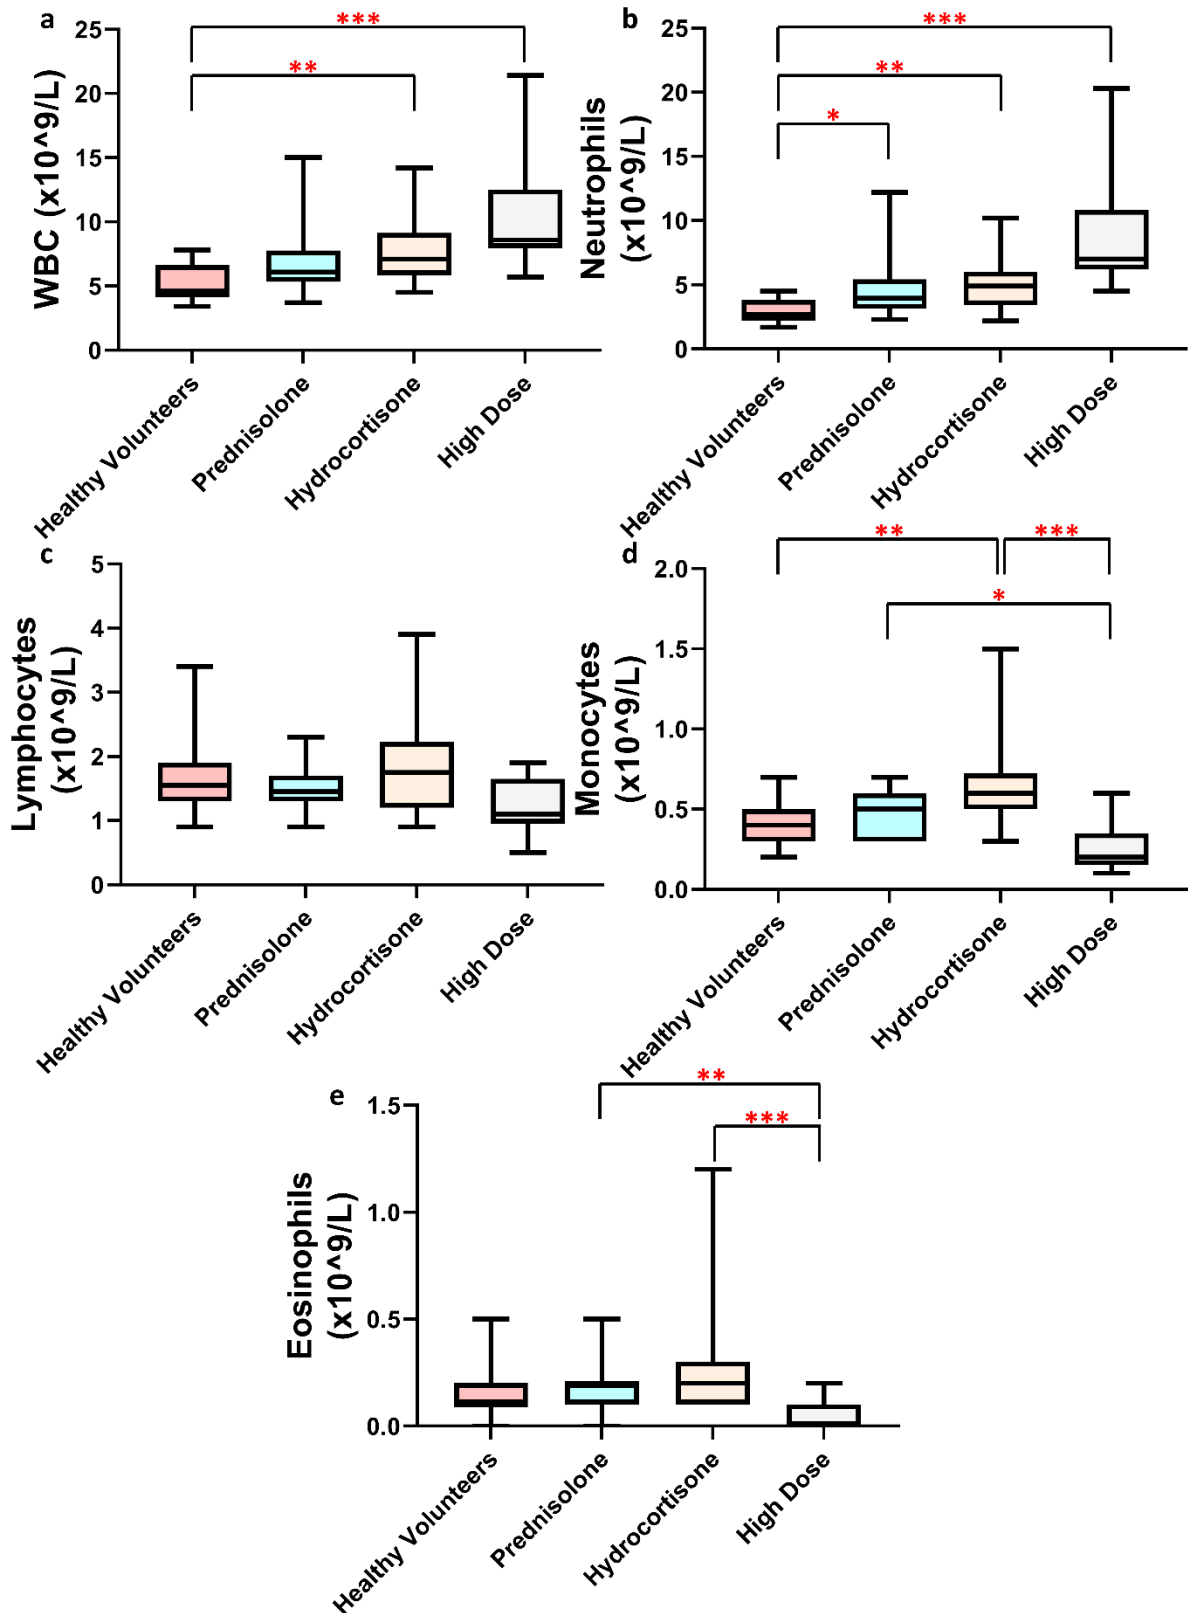 a
***
**
WBC (x10^9/L)
25
20
15
10
5
0
Healthy Volunteers
Prednisolone
Hydrocortisone
High Dose
b
***
**
*
Neutrophils
(x10^9/L)
25
20
15
10
5
0
Healthy Volunteers
Prednisolone
Hydrocortisone
High Dose
c
Lymphocytes
(x10^9/L)
5
4
3
2
1
0
Healthy Volunteers
Prednisolone
Hydrocortisone
High Dose
d
**
***
*
Monocytes
(x10^9/L)
2.0
1.5
1.0
0.5
0.0
Healthy Volunteers
Prednisolone
Hydrocortisone
High Dose
e
**
***
Eosinophils
(x10^9/L)
1.5
1.0
0.5
0.0
Healthy Volunteers
Prednisolone
Hydrocortisone
High Dose